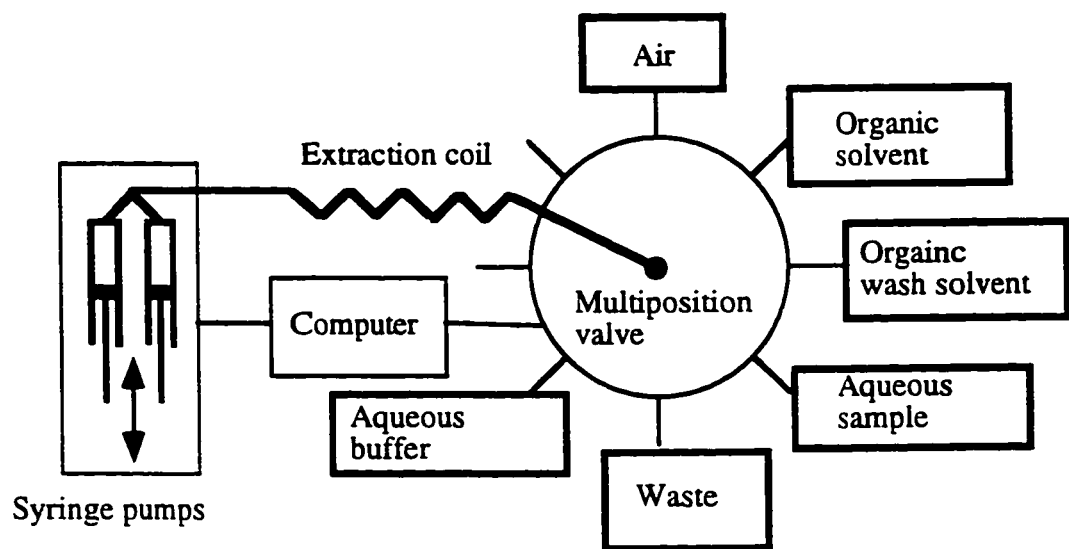 Air
Organic
solvent
Extraction coil
Orgainc
wash solvent
Multiposition
valve
Computer
Aqueous
sample
Aqueous
buffer
Waste
Syringe pumps